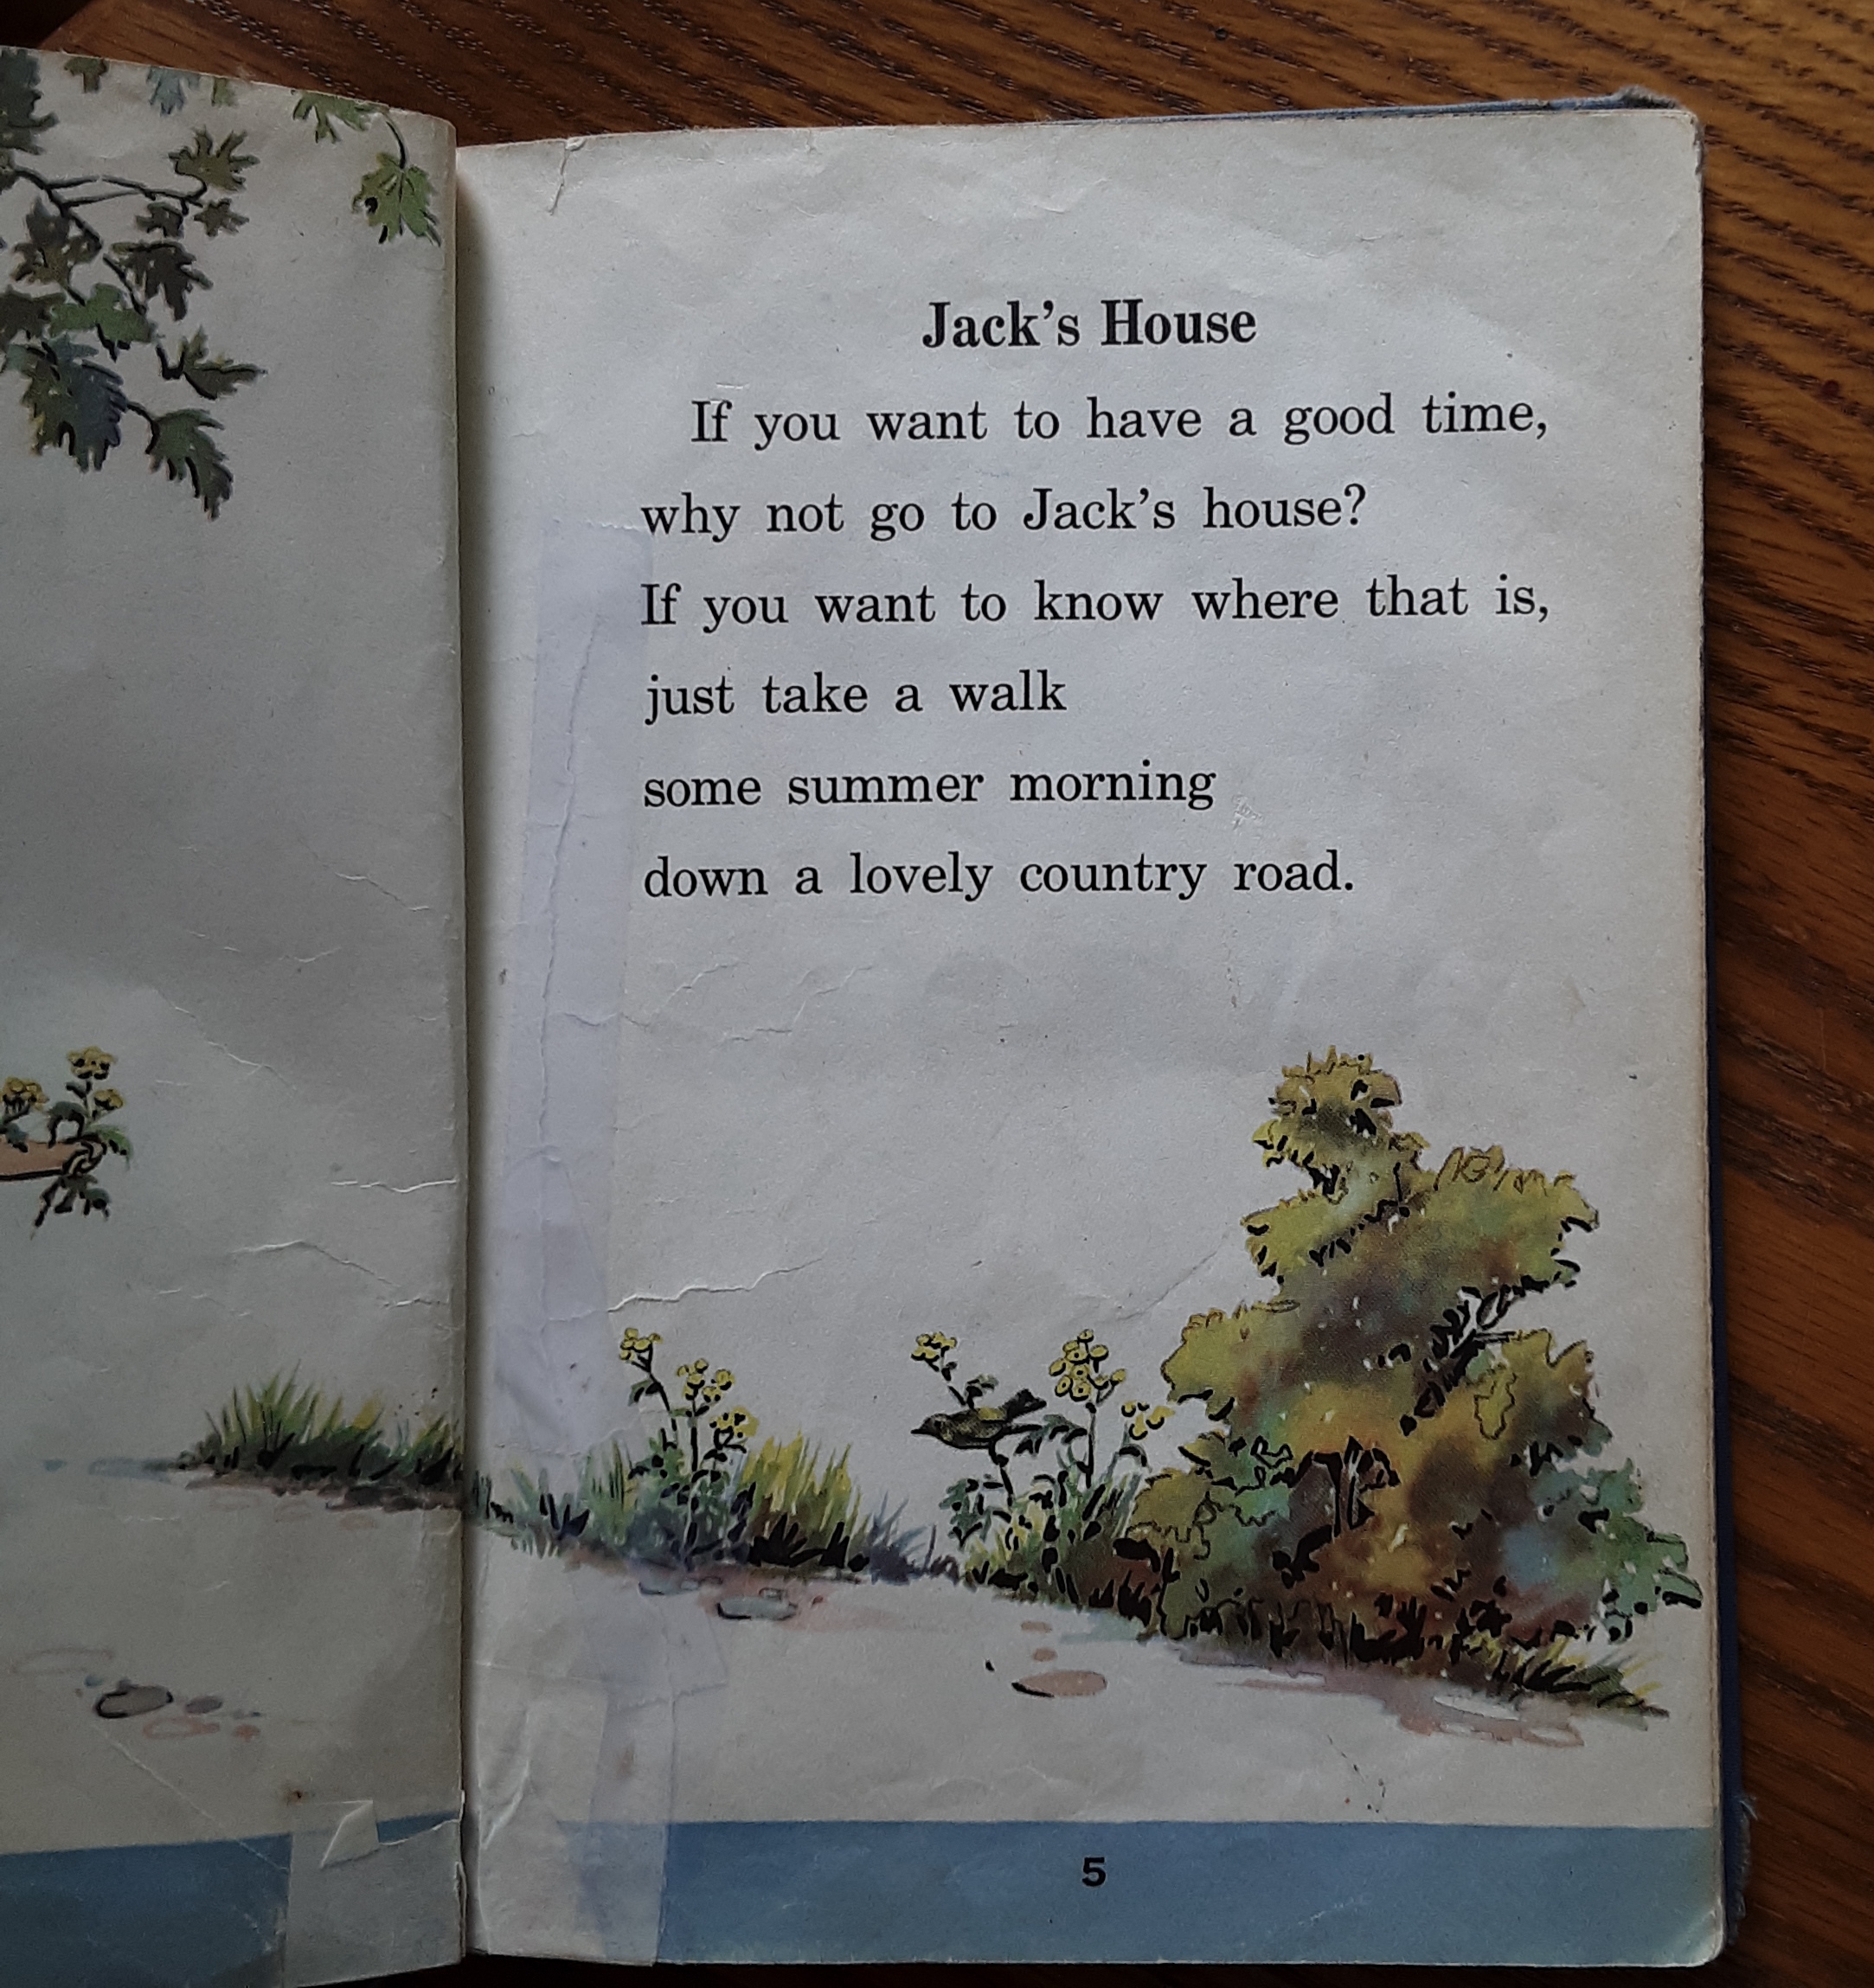 Jack's House
If you want to have a good time,
why not go to Jack's house?
If you want to know where that is,
just take a walk
some summer morning
down a lovely country road.
5